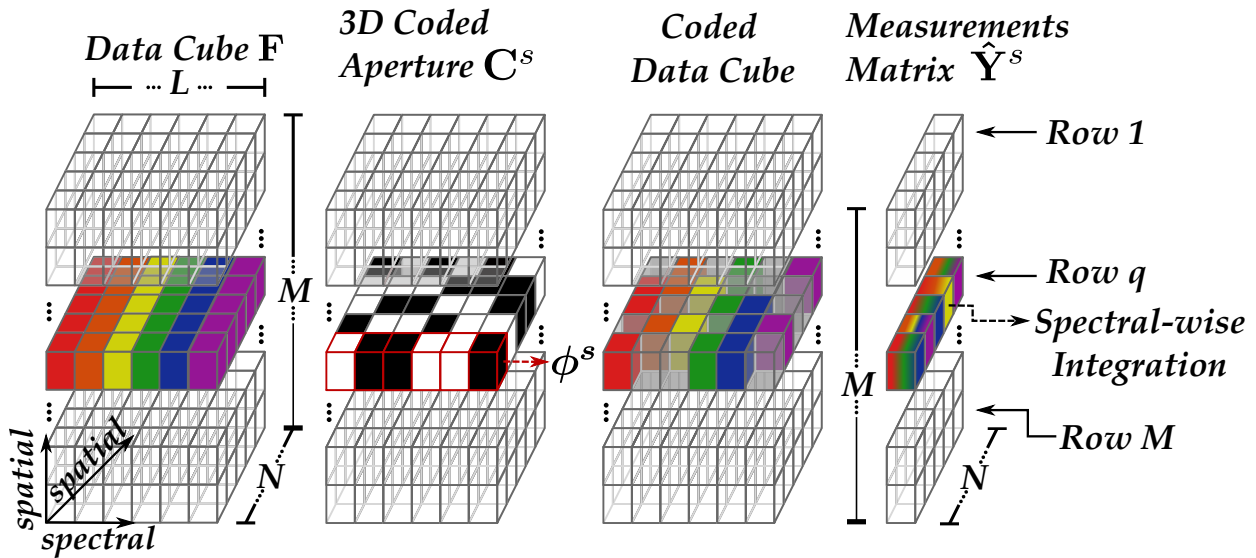 Data Cube F
... L ...
3D Coded
Aperture C^s
Coded
Data Cube
Measurements
Matrix Ŷ^s
Row 1
Row q
Spectral-wise
Integration
Row M
M
N
ϕ^s
M
N
spatial
spatial
spectral